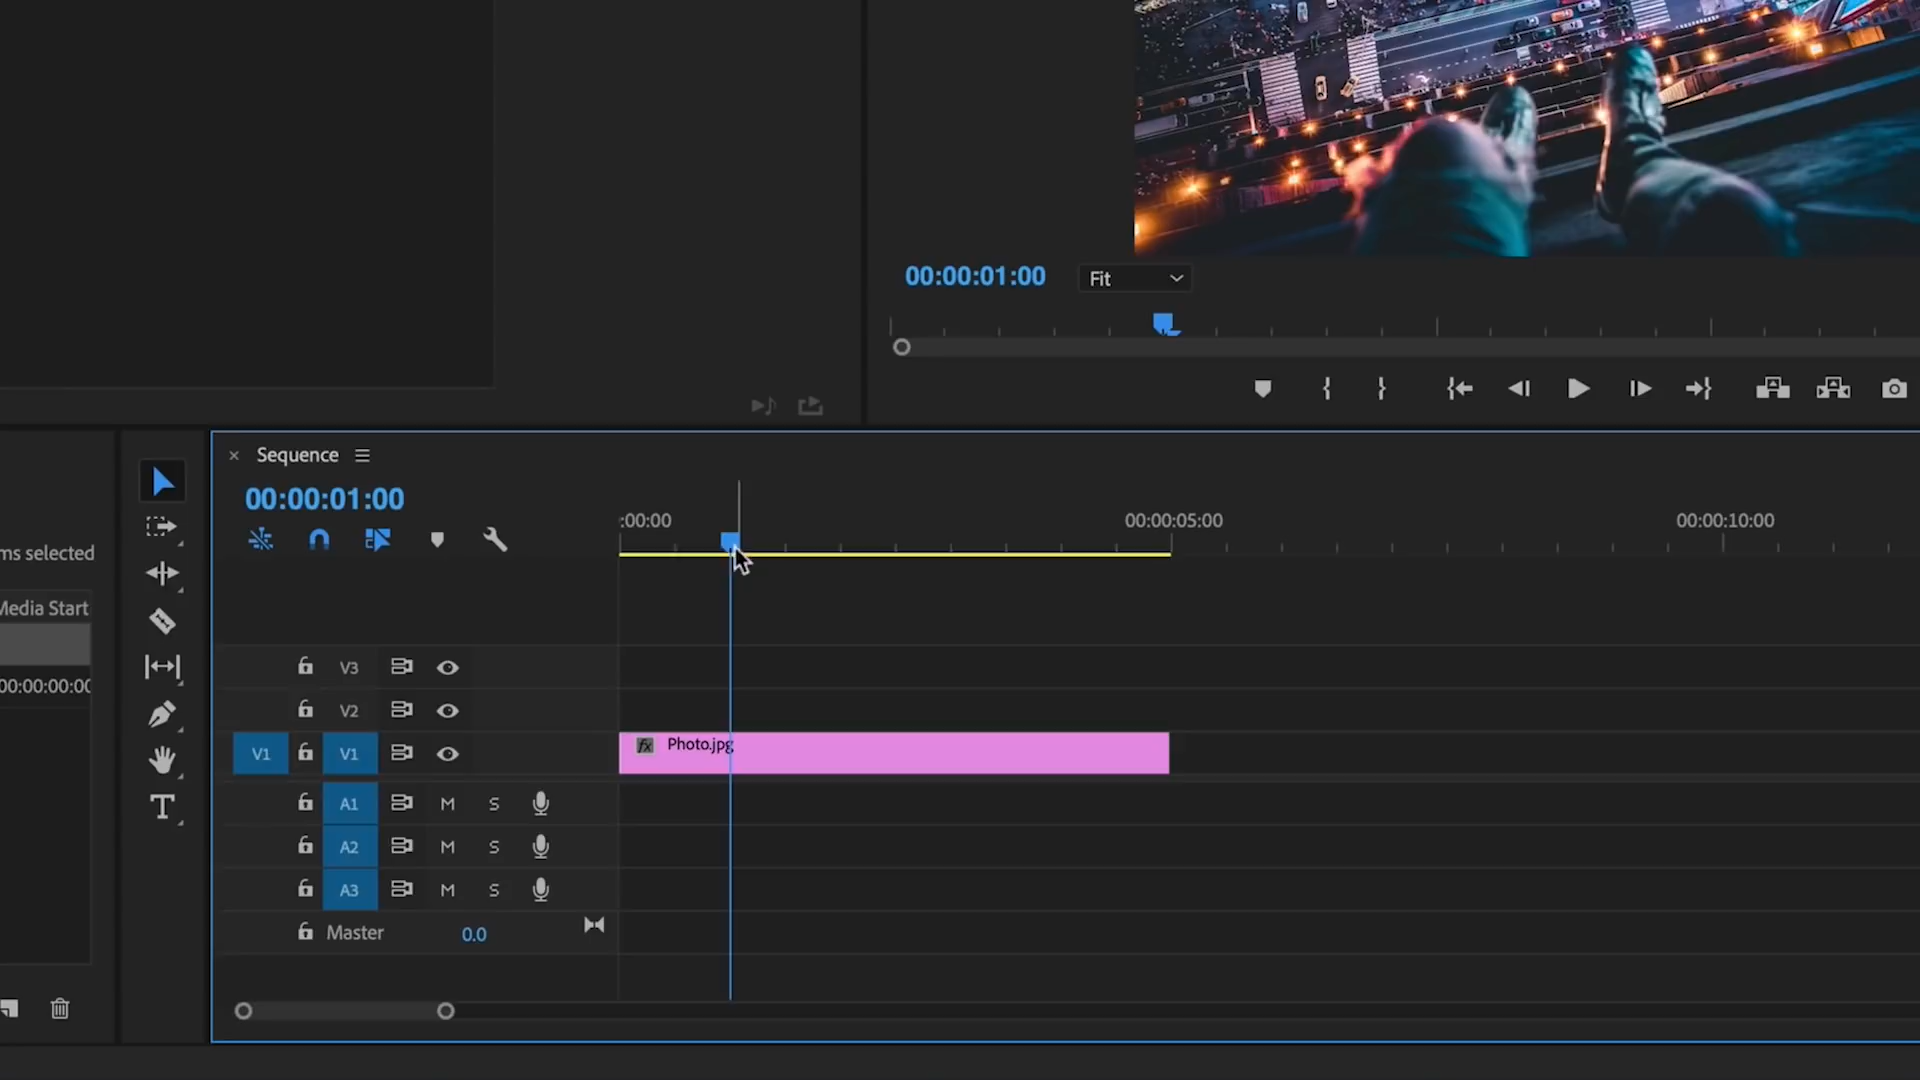 00:00:01:00
Fit
Sequence
00:00:01:00
:00:00
00:00:05:00
00:00:10:00
ms selected
Media Start
00:00:00:00
V3
V2
V1
V1
Photo.jpg
A1
M
S
A2
M
S
A3
M
S
Master
0.0
T
fx